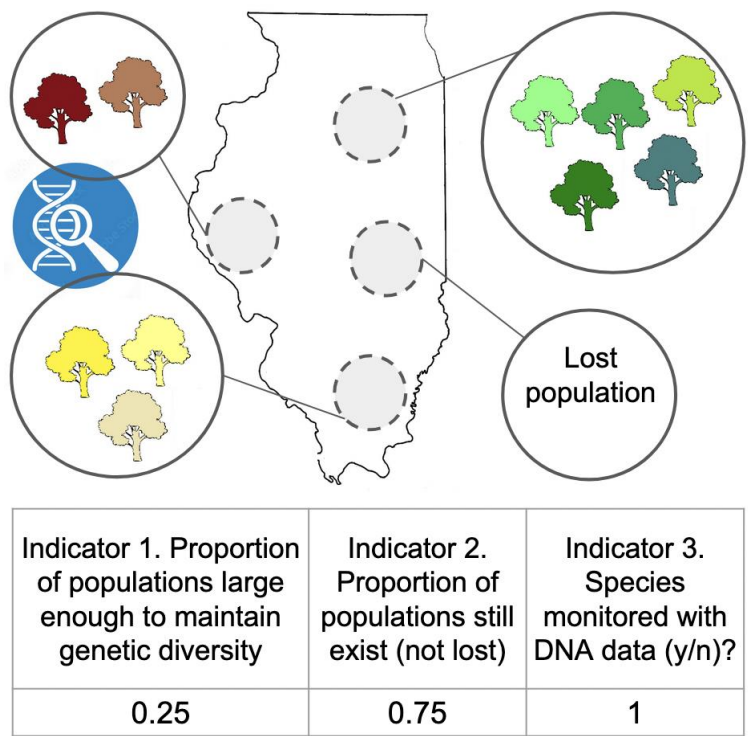 Lost
population
Indicator 1. Proportion
of populations large
enough to maintain
genetic diversity
Indicator 2.
Proportion of
populations still
exist (not lost)
Indicator 3.
Species
monitored with
DNA data (y/n)?
0.25
0.75
1